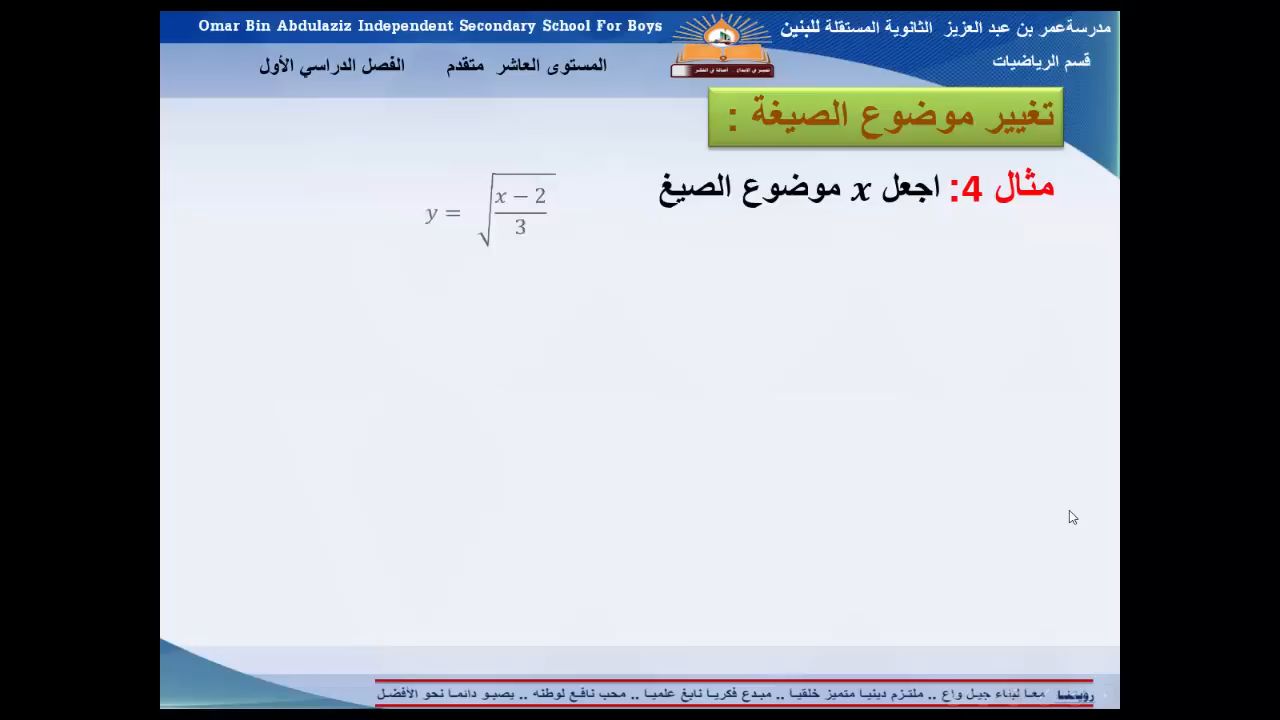 Omar Bin Abdulaziz Independent Secondary School For Boys
مدرسةعمر بن عبد العزيز الثانوية المستقلة للبنين
قسم الرياضيات
المستوى العاشر متقدم الفصل الدراسي الأول
تغيير موضوع الصيغة :
مثال 4: اجعل x موضوع الصيغ
y = √((x − 2)/3)
رؤيتنا معا لبناء جيل واع .. ملتزم دينيا متميز خلقيا .. مبدع فكريا نابغ علميا .. محب نافع لوطنه .. يصبو دائما نحو الأفضل